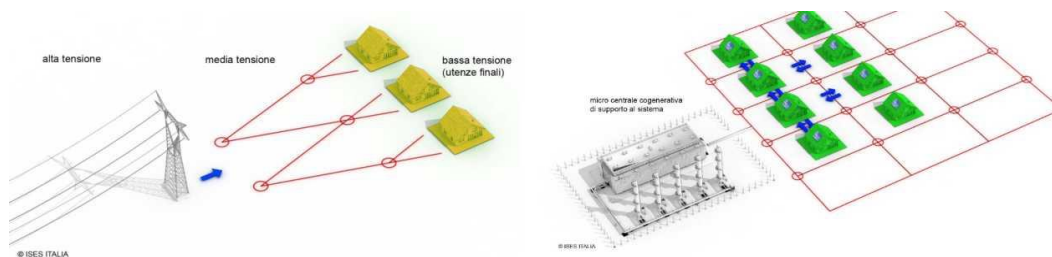 alta tensione
media tensione
bassa tensione
(utenze finali)
© ISES ITALIA
micro centrale cogenerativa
di supporto al sistema
© ISES ITALIA